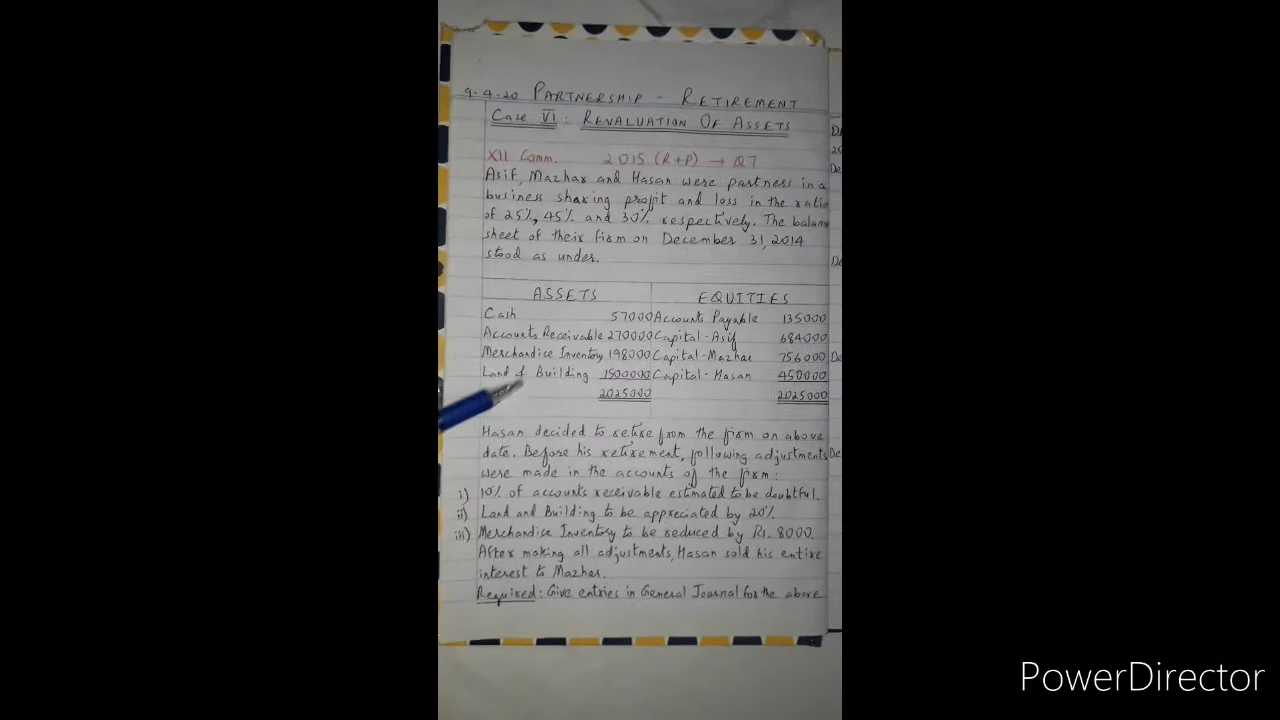 9-4-20 PARTNERSHIP - RETIREMENT
Case VI: REVALUATION OF ASSETS
XII Comm. 2015 (R+P) → Q7
Asif, Mazhar and Hasan were partners in a
business sharing profit and loss in the ratio
of 25%, 45% and 30% respectively. The balan
sheet of their firm on December 31, 2014
stood as under.
ASSETS EQUITIES
Cash 57000 Accounts Payable 135000
Accounts Receivable 270000 Capital-Asif 684000
Merchandise Inventory 198000 Capital-Mazhar 756000
Land & Building 1500000 Capital-Hasan 450000
2025000 2025000
Hasan decided to retire from the firm on above
date. Before his retirement, following adjustments
were made in the accounts of the firm:
i) 10% of accounts receivable estimated to be doubtful.
ii) Land and Building to be appreciated by 20%.
iii) Merchandise Inventory to be reduced by Rs. 8000.
After making all adjustments, Hasan sold his entire
interest to Mazhar.
Required: Give entries in General Journal for the above
PowerDirector